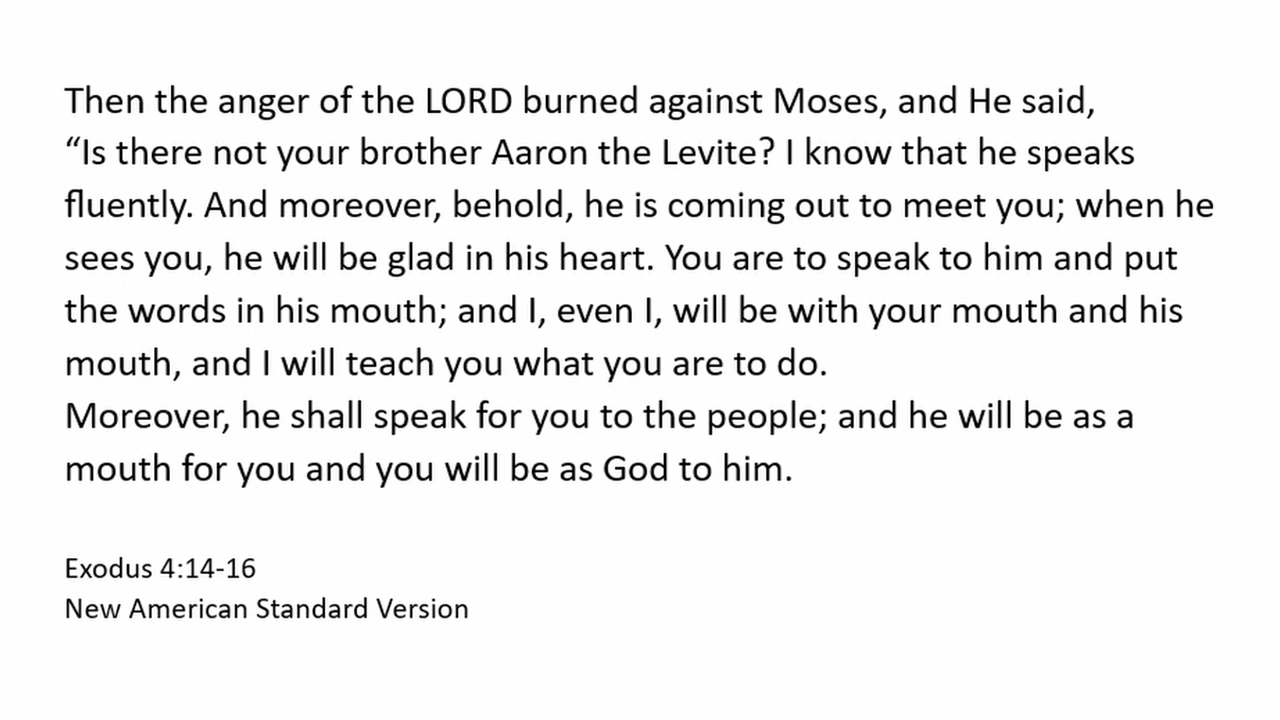 Then the anger of the LORD burned against Moses, and He said,
“Is there not your brother Aaron the Levite? I know that he speaks
fluently. And moreover, behold, he is coming out to meet you; when he
sees you, he will be glad in his heart. You are to speak to him and put
the words in his mouth; and I, even I, will be with your mouth and his
mouth, and I will teach you what you are to do.
Moreover, he shall speak for you to the people; and he will be as a
mouth for you and you will be as God to him.
Exodus 4:14-16
New American Standard Version